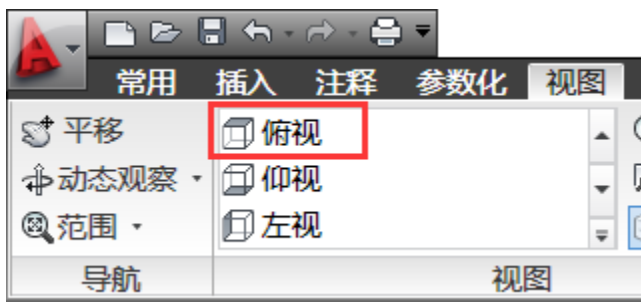 常用 插入 注释 参数化 视图
平移 俯视
动态观察 仰视
范围 左视
导航 视图